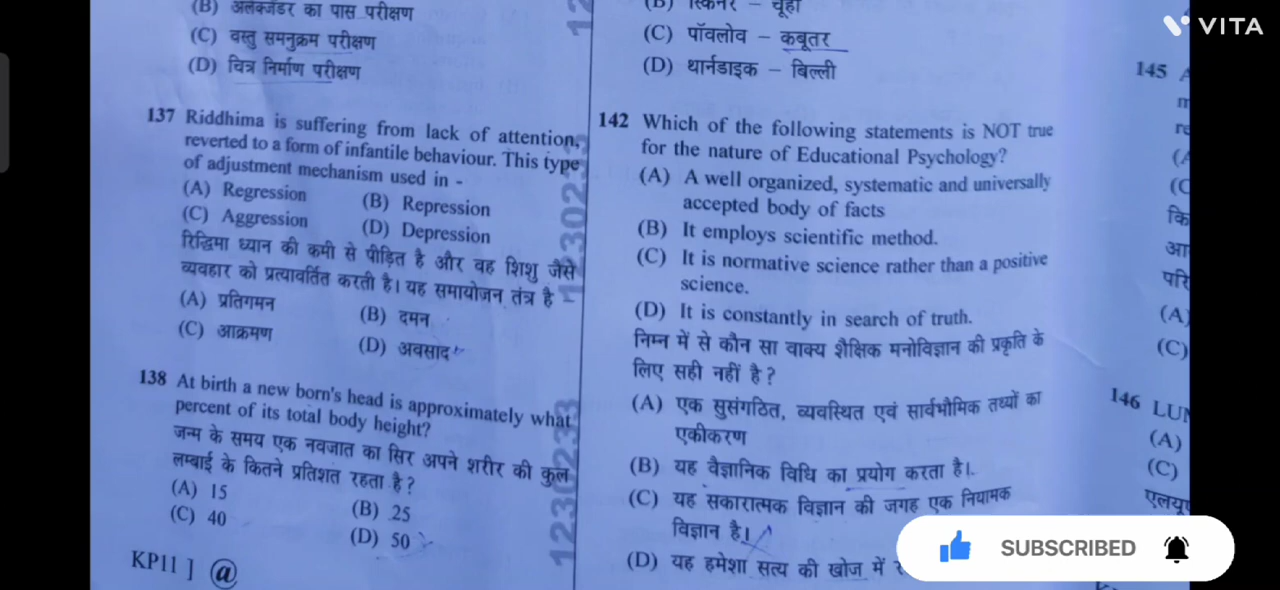 (B) अलेक्जेंडर का पास परीक्षण
(C) वस्तु समनुक्रम परीक्षण
(D) चित्र निर्माण परीक्षण
137 Riddhima is suffering from lack of attention,
reverted to a form of infantile behaviour. This type
of adjustment mechanism used in -
(A) Regression (B) Repression
(C) Aggression (D) Depression
रिद्धिमा ध्यान की कमी से पीड़ित है और वह शिशु जैसे
व्यवहार को प्रत्यावर्तित करती है। यह समायोजन तंत्र है -
(A) प्रतिगमन (B) दमन
(C) आक्रमण (D) अवसाद
138 At birth a new born's head is approximately what
percent of its total body height?
जन्म के समय एक नवजात का सिर अपने शरीर की कुल
लम्बाई के कितने प्रतिशत रहता है?
(A) 15 (B) 25
(C) 40 (D) 50
KP11 ] @
1230233
1230233
(B) स्किनर – चूहा
(C) पॉवलोव – कबूतर
(D) थार्नडाइक – बिल्ली
142 Which of the following statements is NOT true
for the nature of Educational Psychology?
(A) A well organized, systematic and universally
accepted body of facts
(B) It employs scientific method.
(C) It is normative science rather than a positive
science.
(D) It is constantly in search of truth.
निम्न में से कौन सा वाक्य शैक्षिक मनोविज्ञान की प्रकृति के
लिए सही नहीं है?
(A) एक सुसंगठित, व्यवस्थित एवं सार्वभौमिक तथ्यों का
एकीकरण
(B) यह वैज्ञानिक विधि का प्रयोग करता है।
(C) यह सकारात्मक विज्ञान की जगह एक नियामक
विज्ञान है।
(D) यह हमेशा सत्य की खोज में
145
(A)
(C)
146 LU
(A)
(C)
VITA
SUBSCRIBED